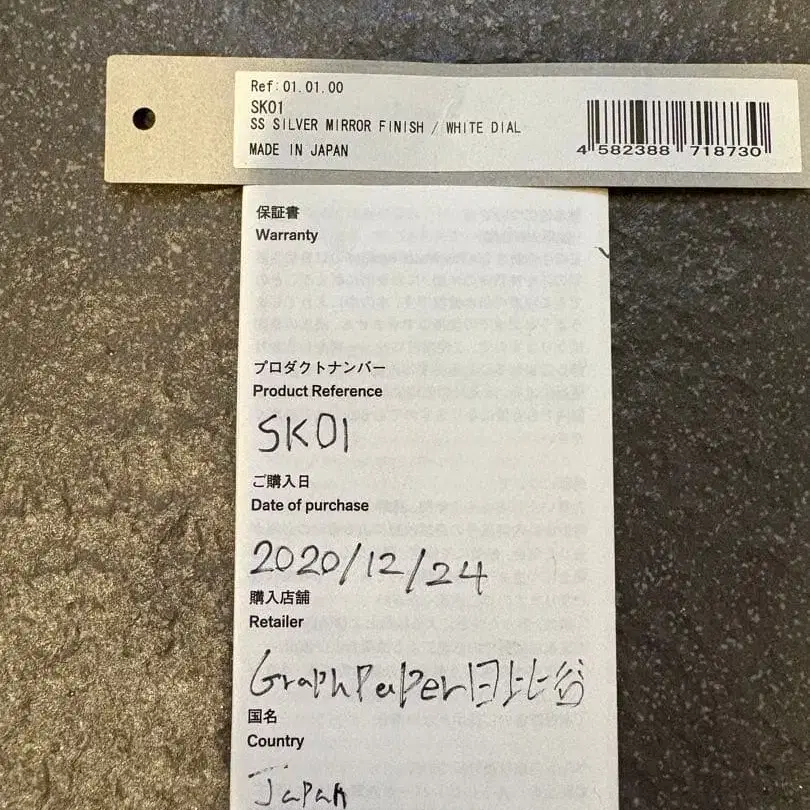 Ref:01.01.00
SK01
SS SILVER MIRROR FINISH / WHITE DIAL
MADE IN JAPAN
4 582388 718730
保証書
Warranty
プロダクトナンバー
Product Reference
SK01
ご購入日
Date of purchase
2020/12/24
購入店舗
Retailer
GraphPaper日比谷
国名
Country
Japan